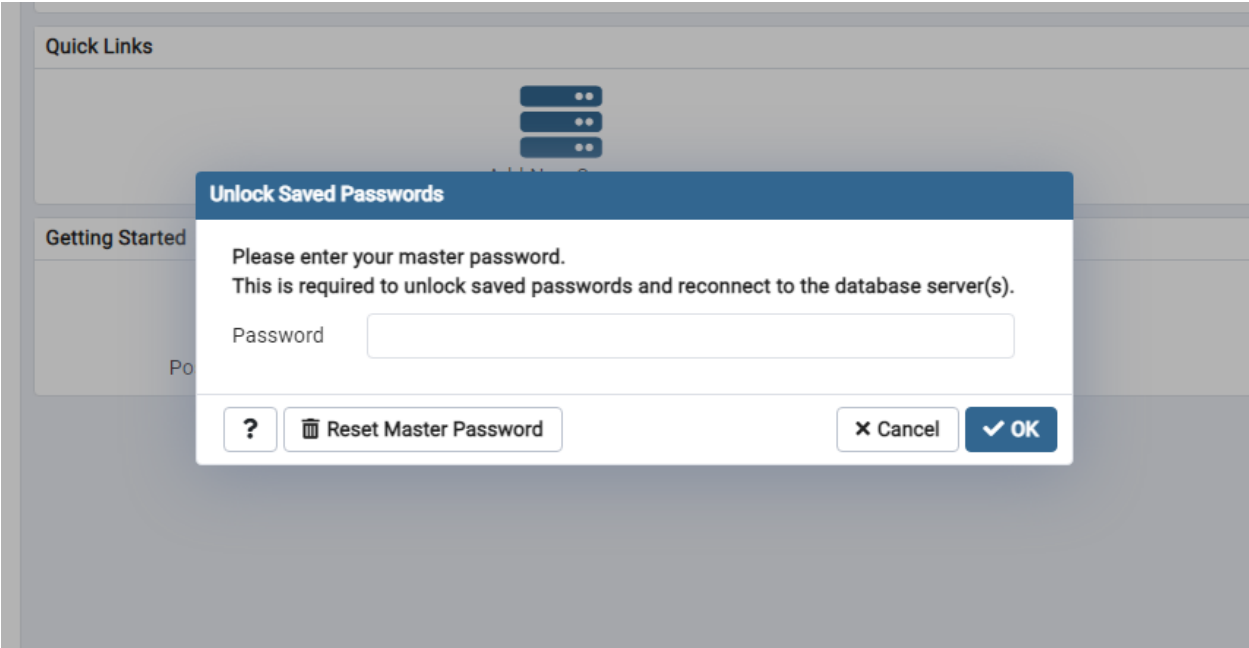 Quick Links
Unlock Saved Passwords
Getting Started
Please enter your master password.
This is required to unlock saved passwords and reconnect to the database server(s).
Password
Po
? Reset Master Password
Cancel
OK